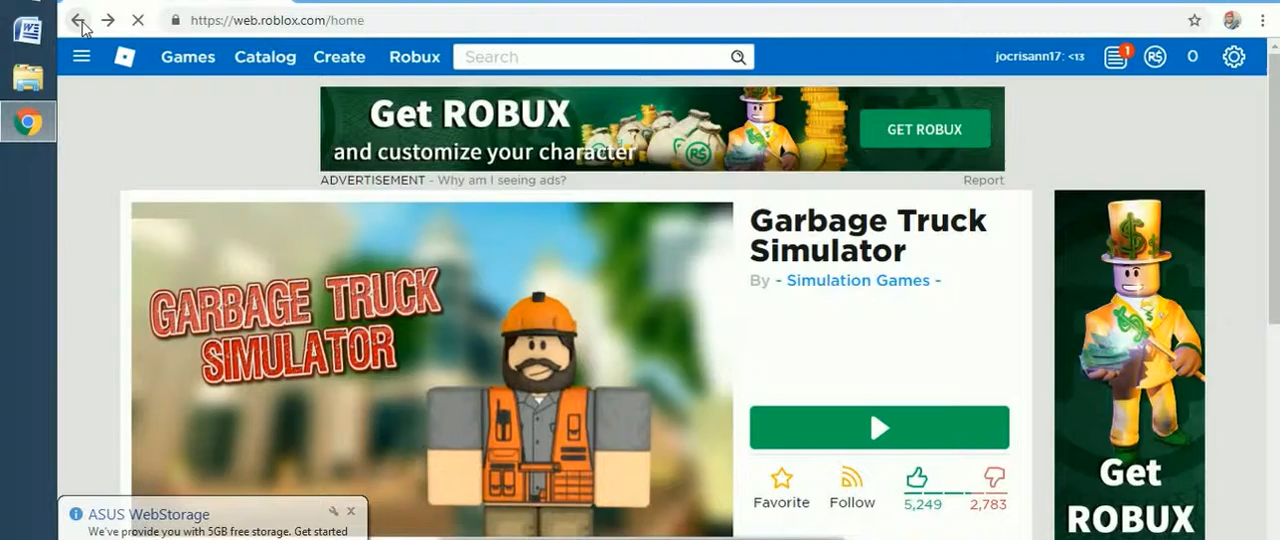 https://web.roblox.com/home
Games Catalog Create Robux Search jocrisann17: <13 1 0
Get ROBUX
and customize your character
GET ROBUX
ADVERTISEMENT - Why am I seeing ads? Report
GARBAGE TRUCK
SIMULATOR
Garbage Truck
Simulator
By - Simulation Games -
Favorite Follow 5,249 2,783
Get
ROBUX
ASUS WebStorage
We've provide you with 5GB free storage. Get started